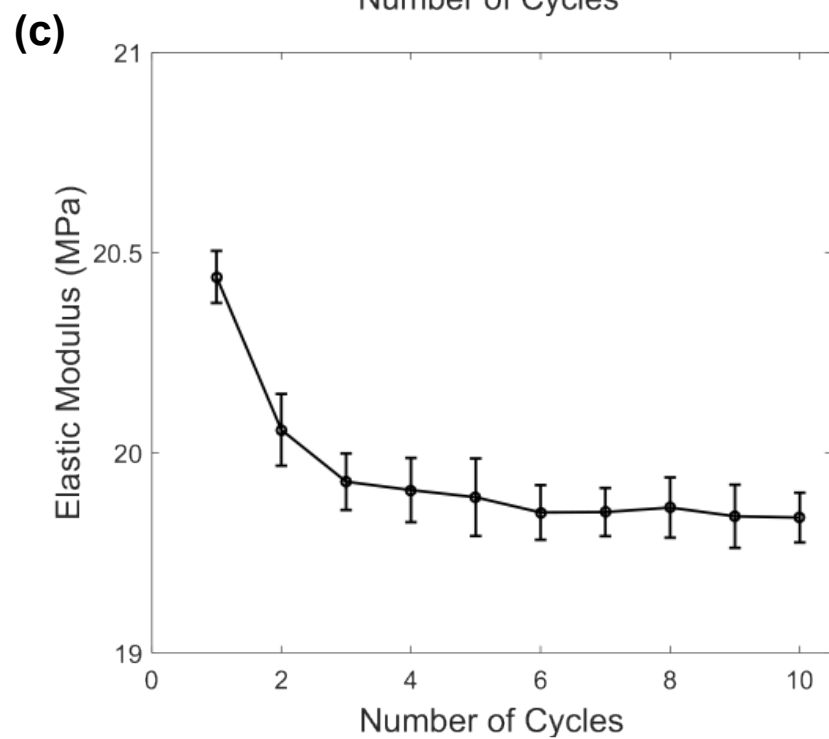 Number of Cycles
(c)
21
20.5
20
19
Elastic Modulus (MPa)
0 2 4 6 8 10
Number of Cycles